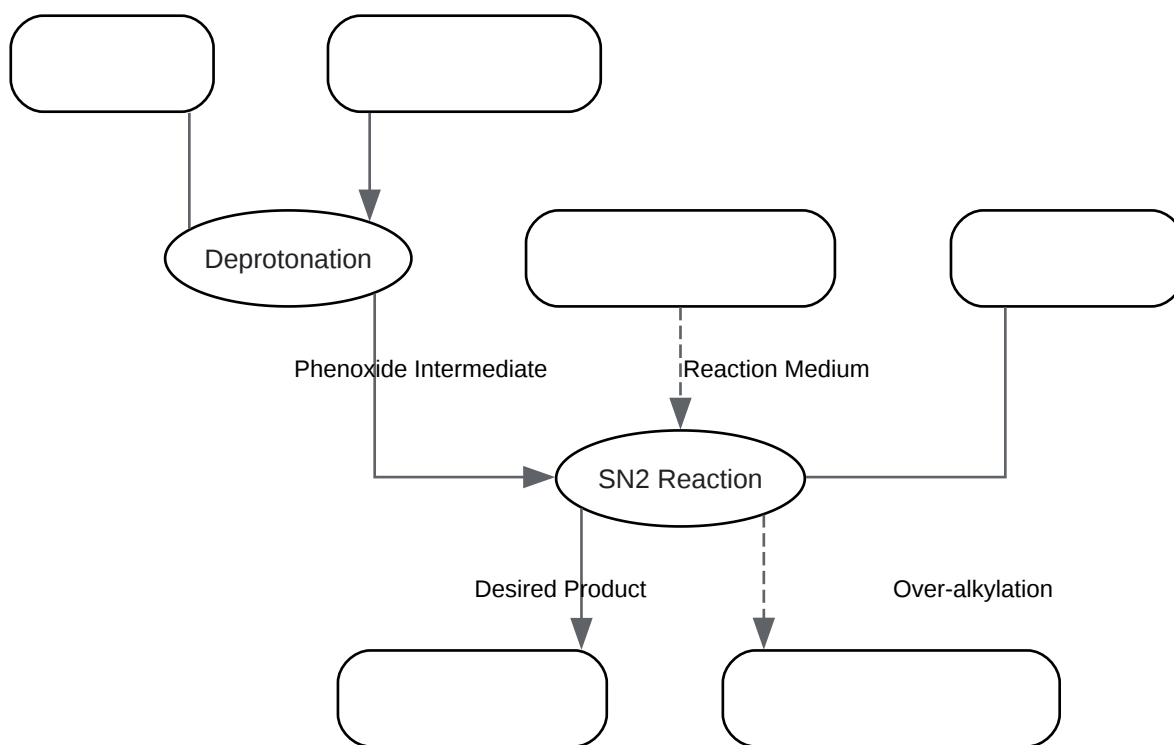 Deprotonation
Phenoxide Intermediate
Reaction Medium
SN2 Reaction
Desired Product
Over-alkylation